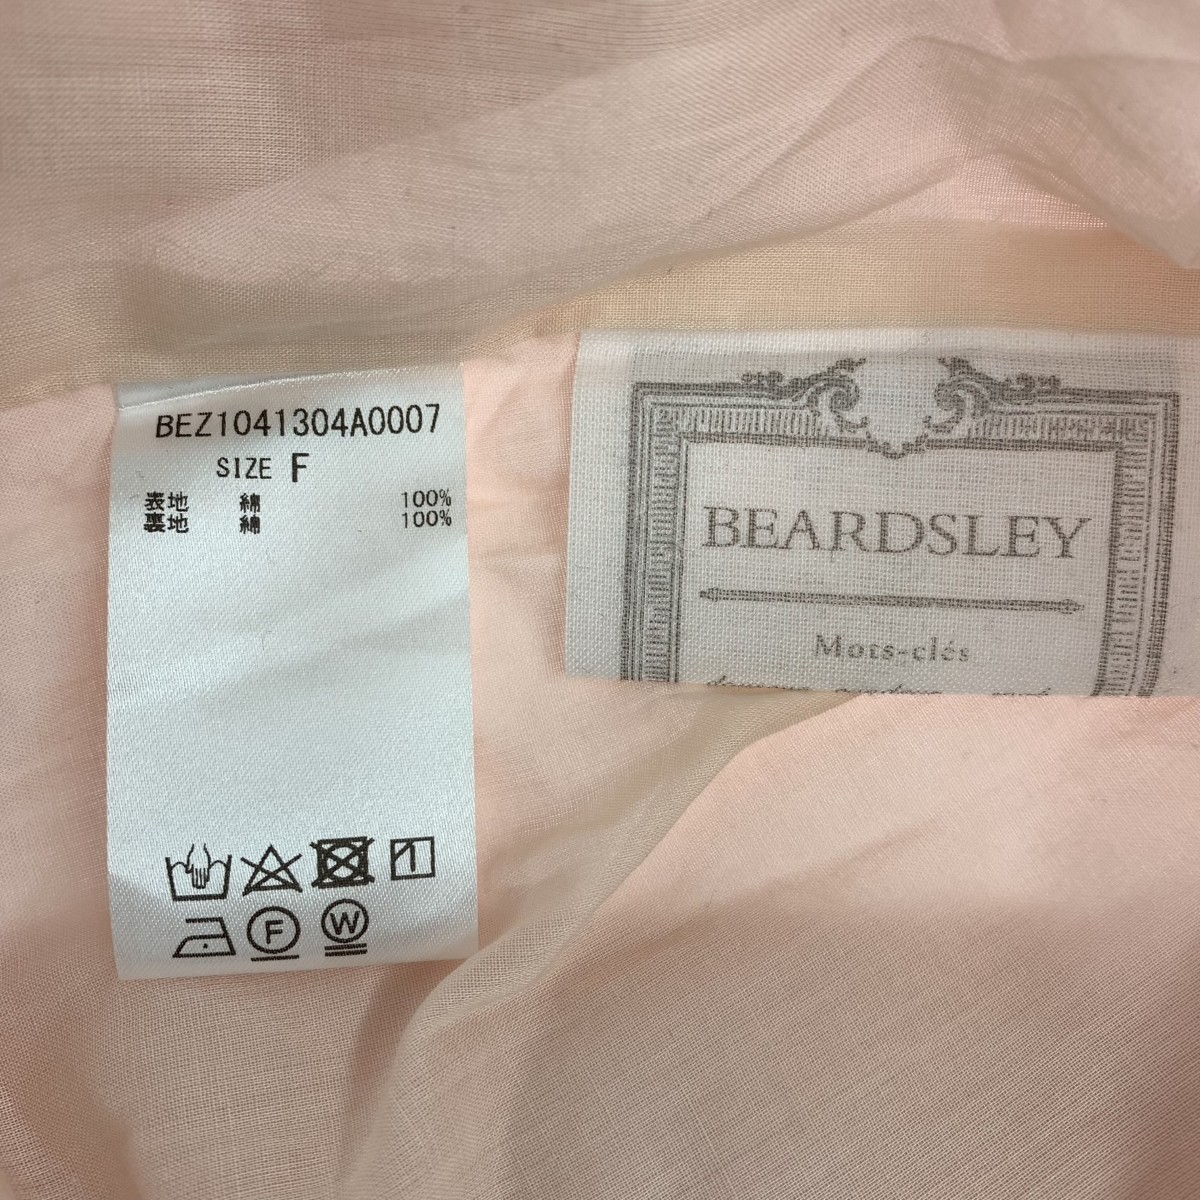 BEZ1041304A0007
SIZE F
表地 綿 100%
裏地 綿 100%
F W
BEARDSLEY
Mots-clés